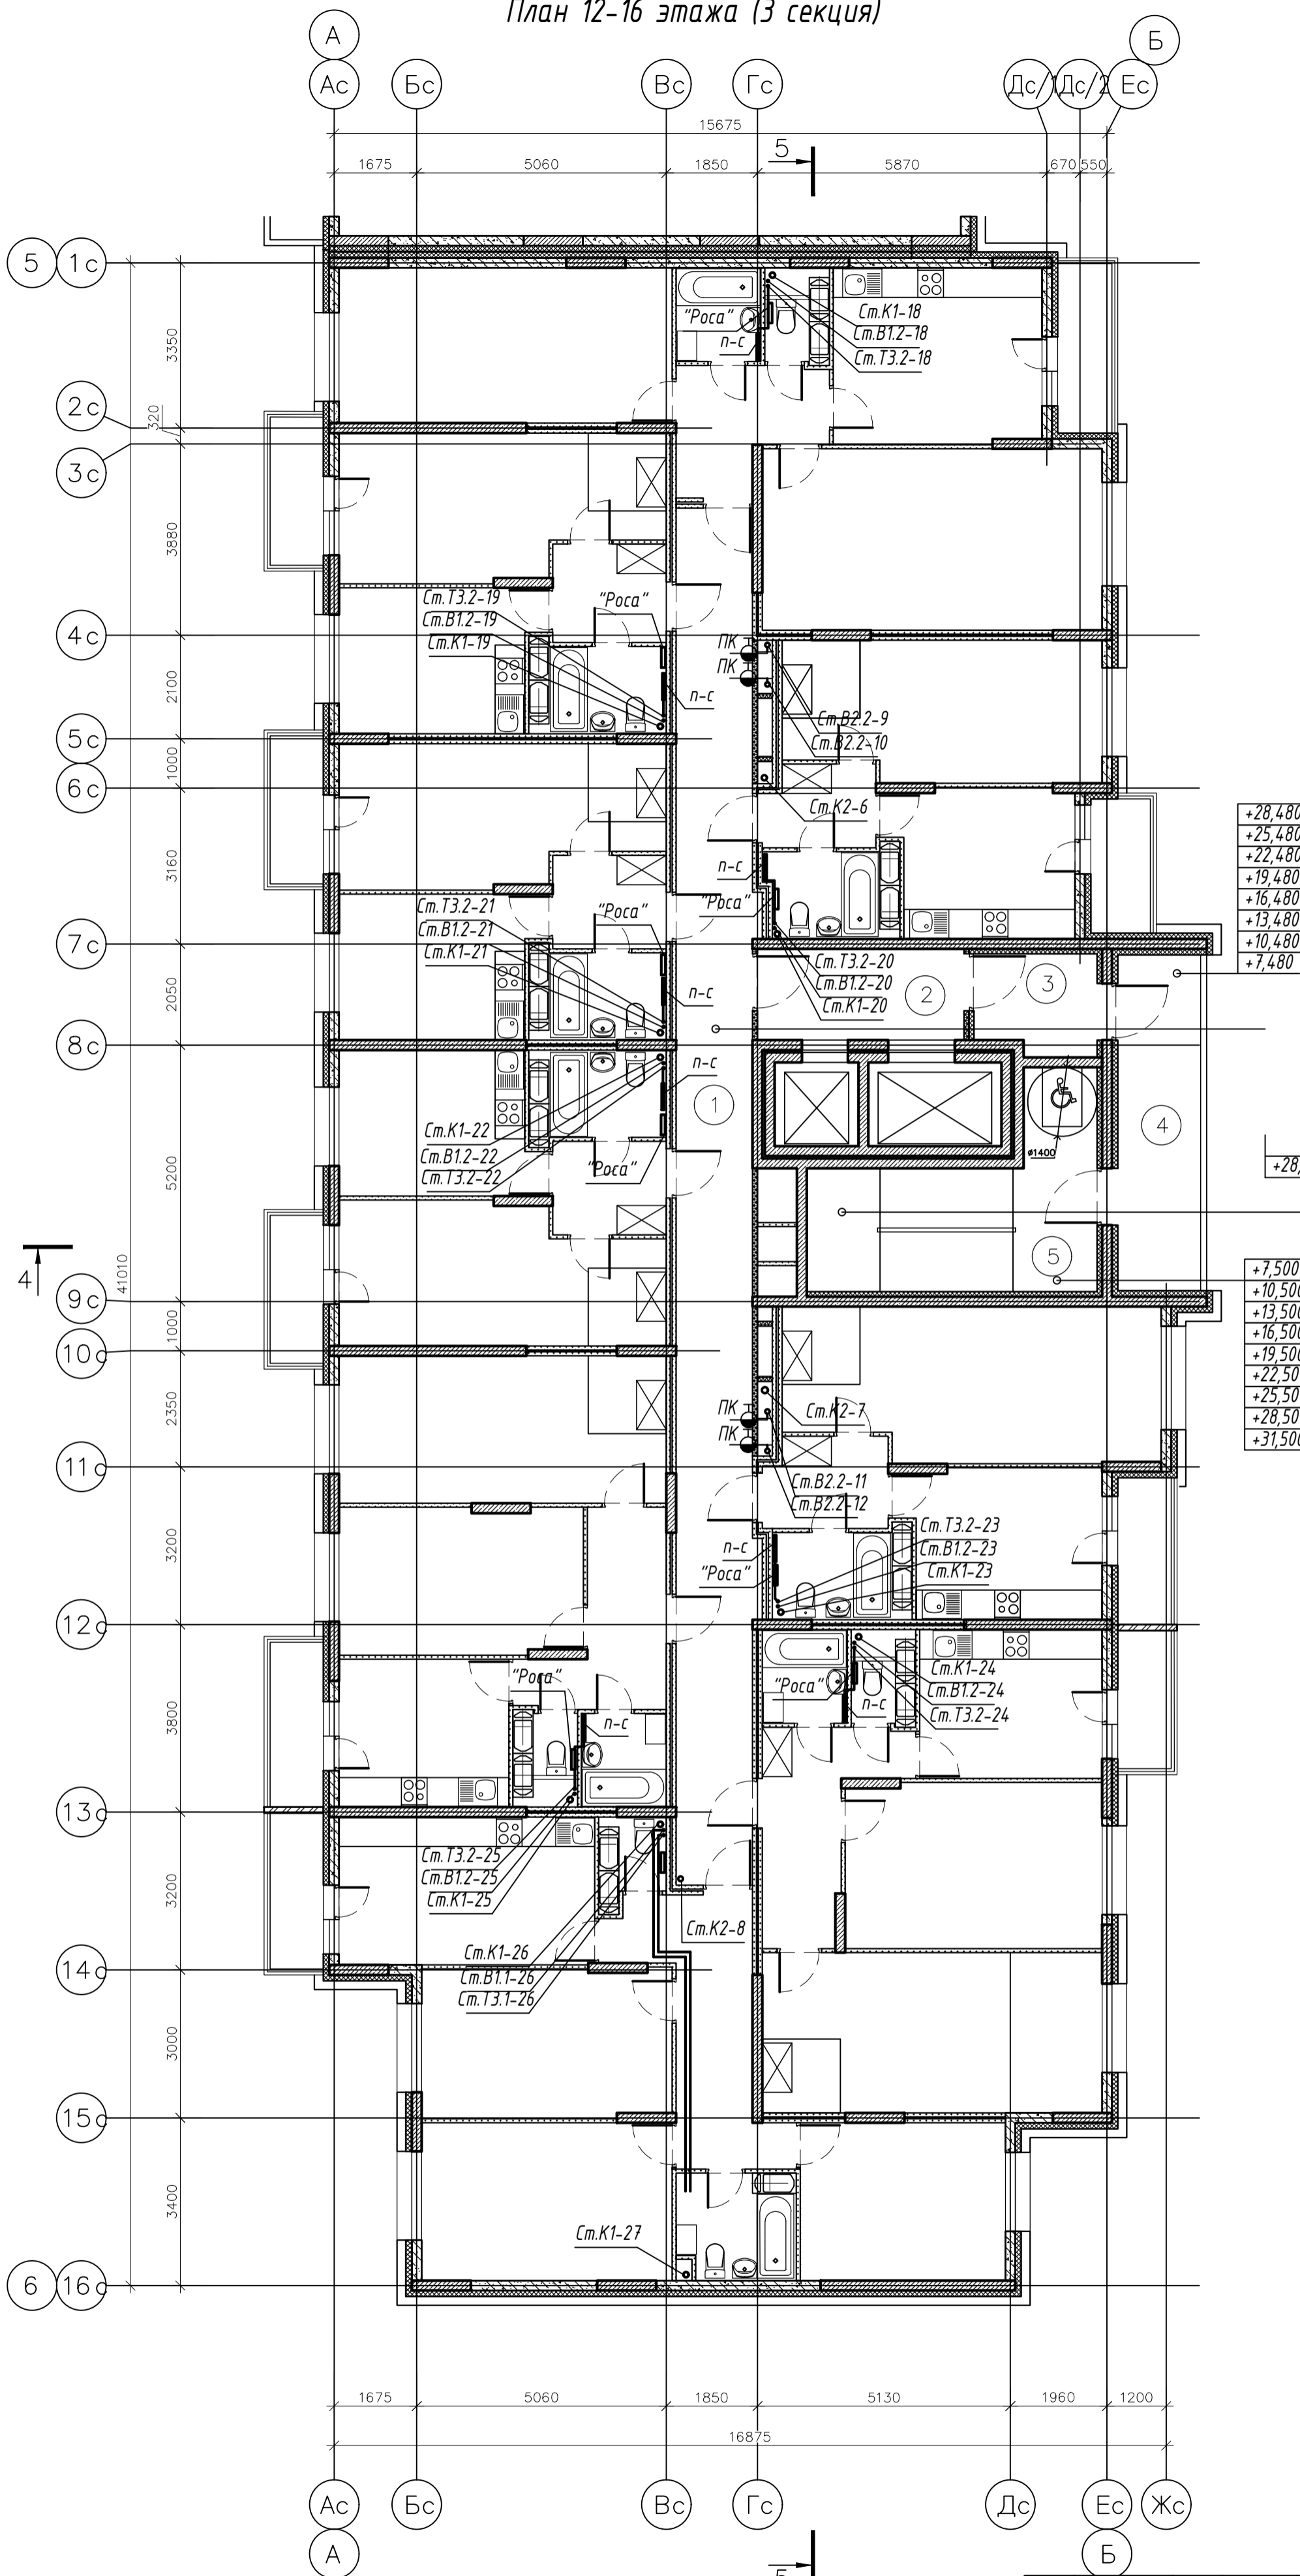 План 12-16 этажа (3 секция)
А
Б
Ас
Бс
Вс
Гс
Дс/1
Дс/2
Ес
15675
1675
5060
1850
5
5870
670
550
5
1с
3350
"Роса"
п-с
Ст.К1-18
Ст.В1.2-18
Ст.Т3.2-18
2с
320
3с
3880
Ст.Т3.2-19
Ст.В1.2-19
Ст.К1-19
"Роса"
4с
ПК
ПК
п-с
2100
Ст.В2.2-9
Ст.В2.2-10
5с
1000
6с
Ст.К2-6
+28,480
+25,480
+22,480
+19,480
+16,480
+13,480
+10,480
+7,480
3160
п-с
"Роса"
Ст.Т3.2-21
Ст.В1.2-21
Ст.К1-21
"Роса"
7с
Ст.Т3.2-20
Ст.В1.2-20
Ст.К1-20
2
3
п-с
2050
8с
п-с
1
4
Ст.К1-22
Ст.В1.2-22
Ст.Т3.2-22
"Роса"
ø1400
+28,
5200
5
4
41010
+7,500
+10,500
+13,500
+16,500
+19,500
+22,50
+25,50
+28,50
+31,500
9с
1000
10с
2350
ПК
ПК
Ст.К2-7
11с
Ст.В2.2-11
Ст.В2.2-12
3200
п-с
"Роса"
Ст.Т3.2-23
Ст.В1.2-23
Ст.К1-23
12с
"Роса"
"Роса"
Ст.К1-24
Ст.В1.2-24
Ст.Т3.2-24
3800
п-с
п-с
13с
Ст.Т3.2-25
Ст.В1.2-25
Ст.К1-25
3200
Ст.К2-8
Ст.К1-26
Ст.В1.1-26
Ст.Т3.1-26
14с
3000
15с
3400
Ст.К1-27
6
16с
1675
5060
1850
5130
1960
1200
16875
Ас
Бс
Вс
Гс
Дс
Ес
Жс
А
Б
5